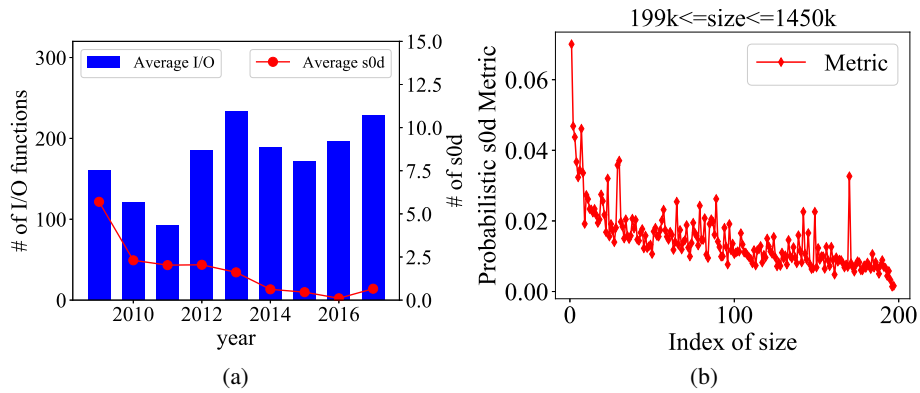 300
200
100
0
# of I/O functions
Average I/O
Average s0d
15.0
12.5
10.0
7.5
5.0
2.5
0.0
# of s0d
2010 2012 2014 2016
year
(a)
199k<=size<=1450k
Metric
0.06
0.04
0.02
0.00
Probabilistic s0d Metric
0 100 200
Index of size
(b)